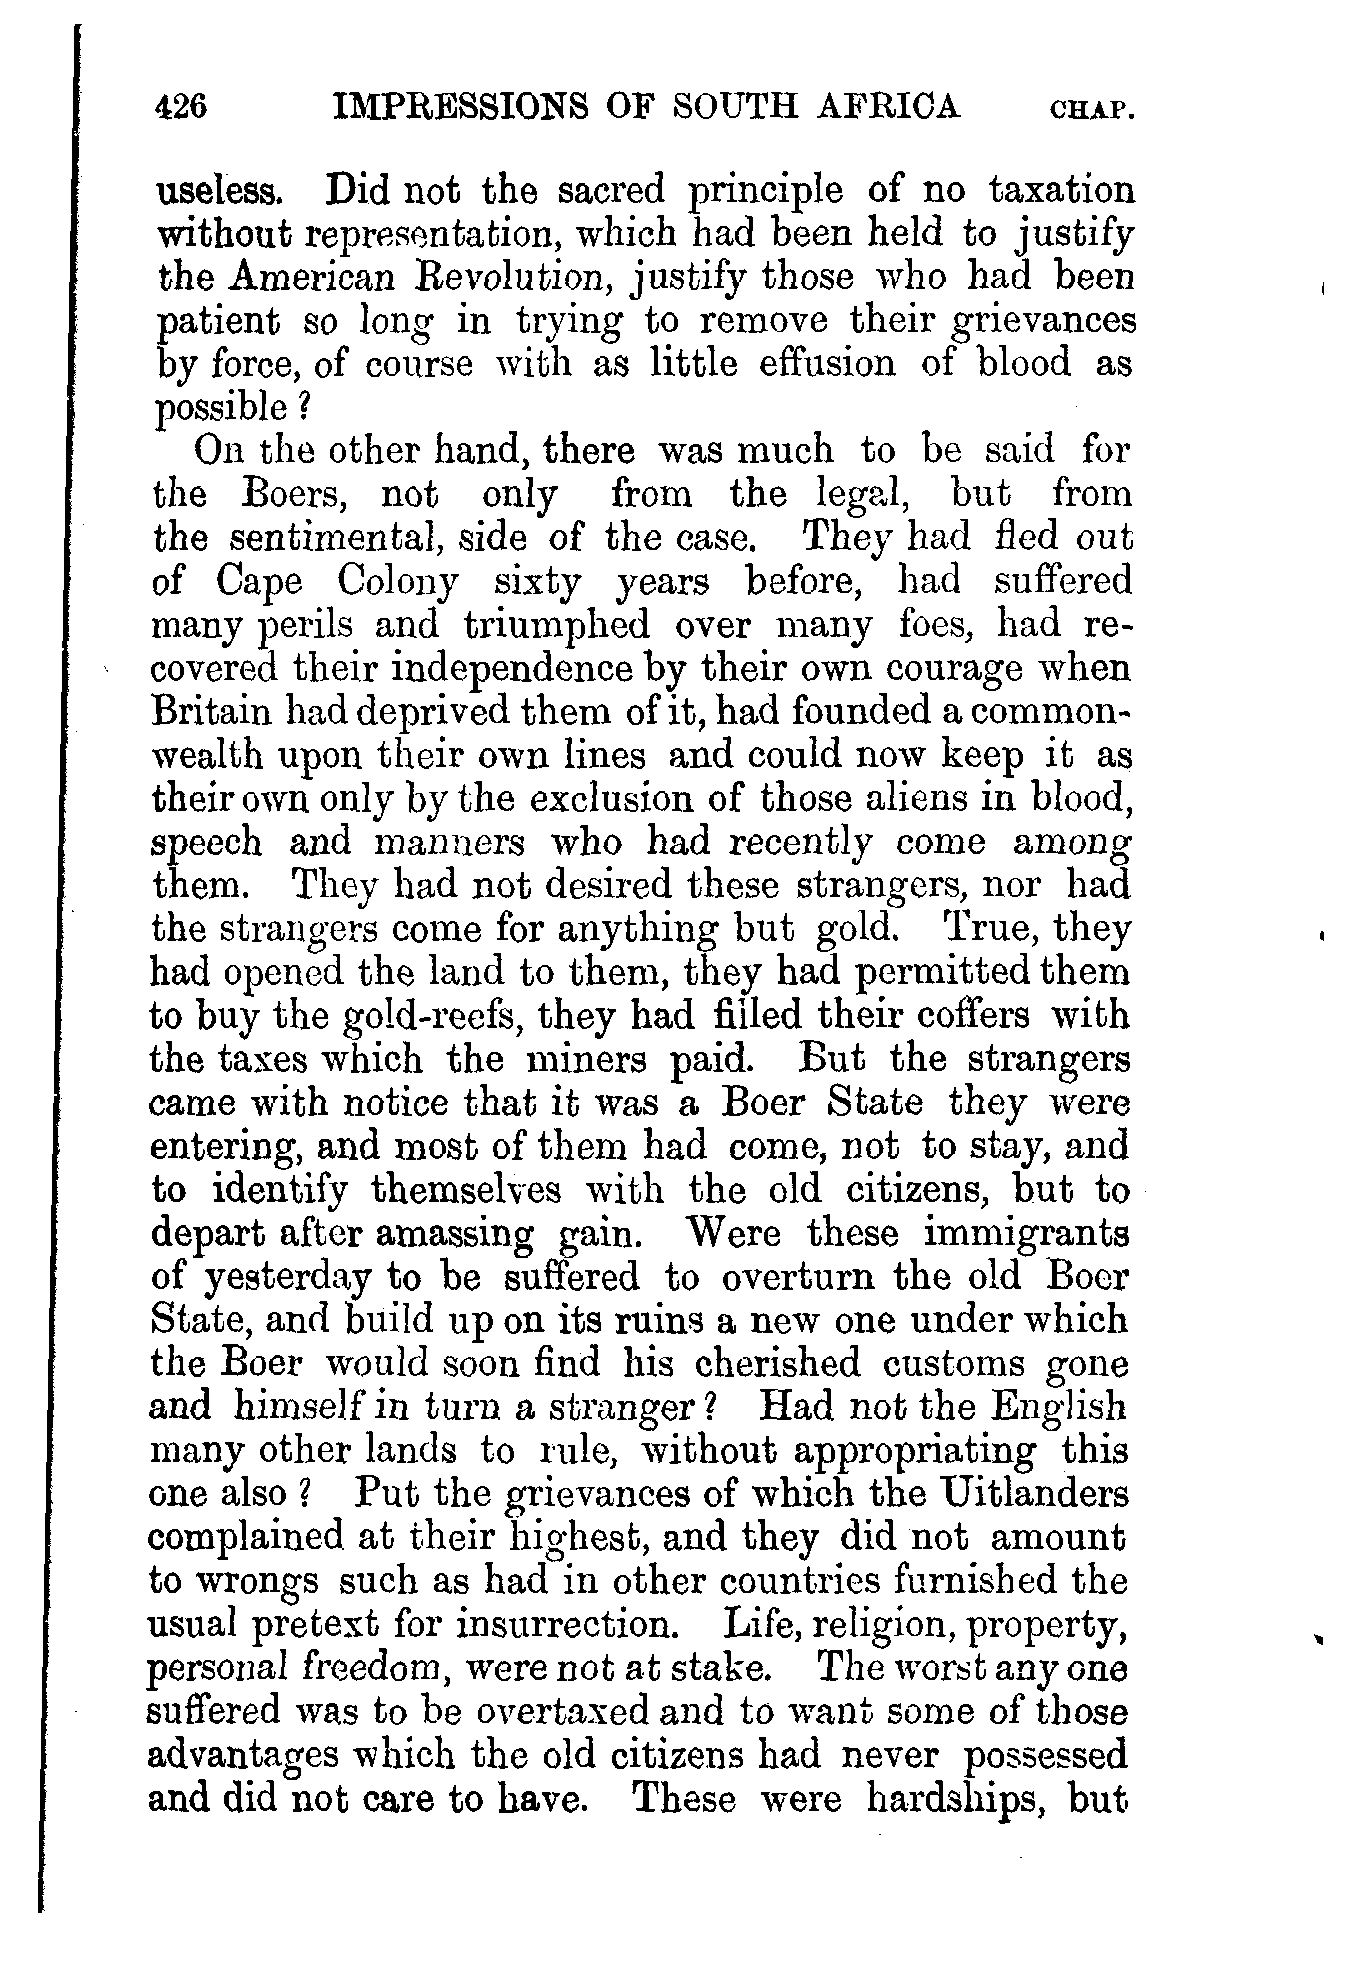 426 IMPRESSIONS OF SOUTH AFRICA CHAP.
useless. Did not the sacred principle of no taxation
without representation, which had been held to justify
the American Revolution, justify those who had been
patient so long in trying to remove their grievances
by force, of course with as little effusion of blood as
possible ?
On the other hand, there was much to be said for
the Boers, not only from the legal, but from
the sentimental, side of the case. They had fled out
of Cape Colony sixty years before, had suffered
many perils and triumphed over many foes, had re-
covered their independence by their own courage when
Britain had deprived them of it, had founded a common-
wealth upon their own lines and could now keep it as
their own only by the exclusion of those aliens in blood,
speech and manners who had recently come among
them. They had not desired these strangers, nor had
the strangers come for anything but gold. True, they
had opened the land to them, they had permitted them
to buy the gold-reefs, they had filled their coffers with
the taxes which the miners paid. But the strangers
came with notice that it was a Boer State they were
entering, and most of them had come, not to stay, and
to identify themselves with the old citizens, but to
depart after amassing gain. Were these immigrants
of yesterday to be suffered to overturn the old Boer
State, and build up on its ruins a new one under which
the Boer would soon find his cherished customs gone
and himself in turn a stranger ? Had not the English
many other lands to rule, without appropriating this
one also ? Put the grievances of which the Uitlanders
complained at their highest, and they did not amount
to wrongs such as had in other countries furnished the
usual pretext for insurrection. Life, religion, property,
personal freedom, were not at stake. The worst any one
suffered was to be overtaxed and to want some of those
advantages which the old citizens had never possessed
and did not care to have. These were hardships, but